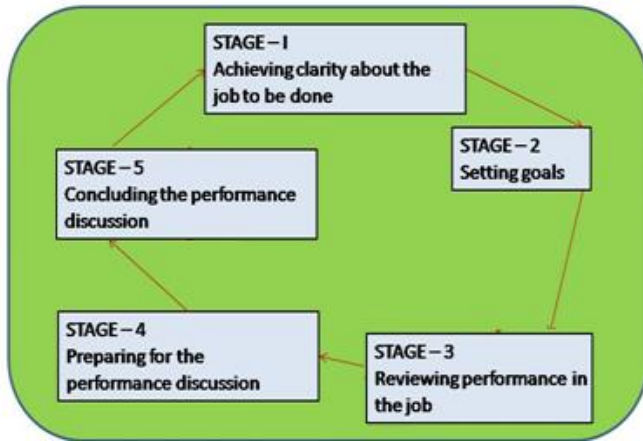 STAGE – I
Achieving clarity about the
job to be done
STAGE – 2
Setting goals
STAGE – 3
Reviewing performance in
the job
STAGE – 4
Preparing for the
performance discussion
STAGE – 5
Concluding the performance
discussion